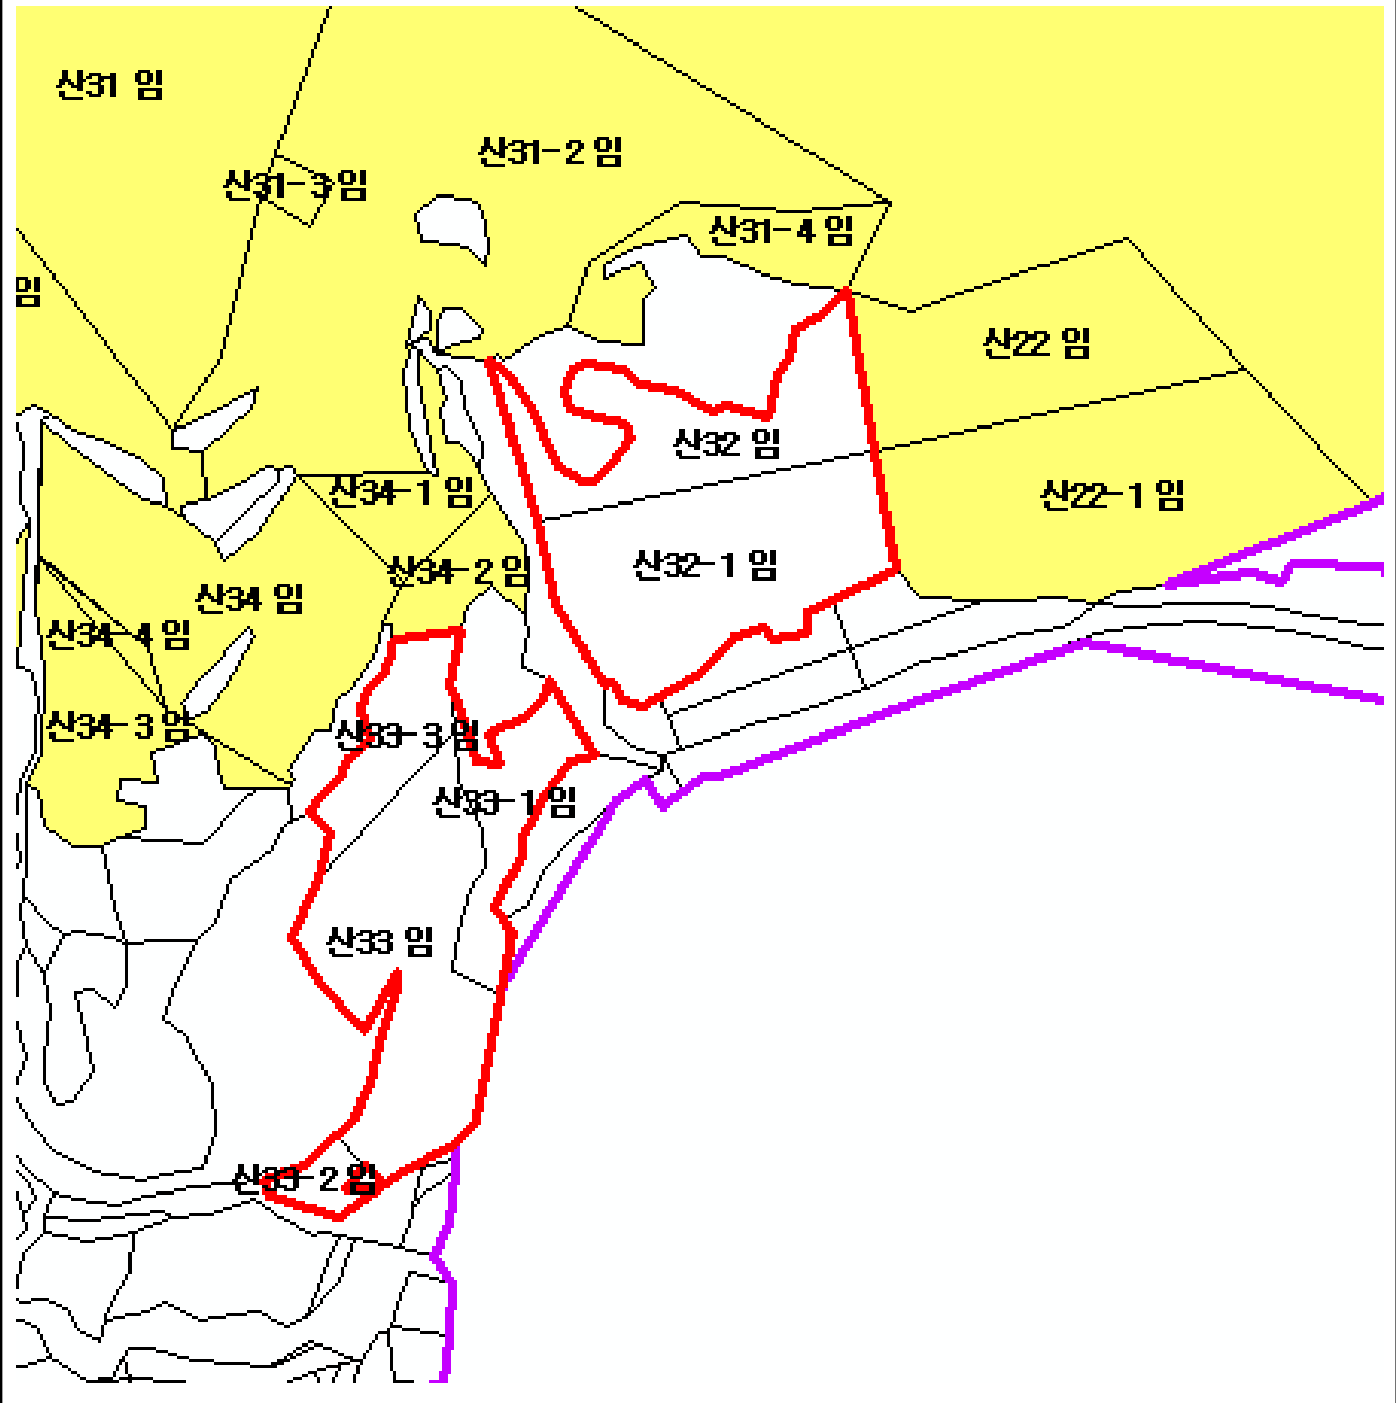 산31 임
산31-2 임
산31-3 임
산31-4 임
임
산22 임
산32 임
산34-1 임
산22-1 임
산32-1 임
산34-2 임
산34 임
산34-4 임
산34-3 임
산33-3 임
산33-1 임
산33 임
산33-2 임